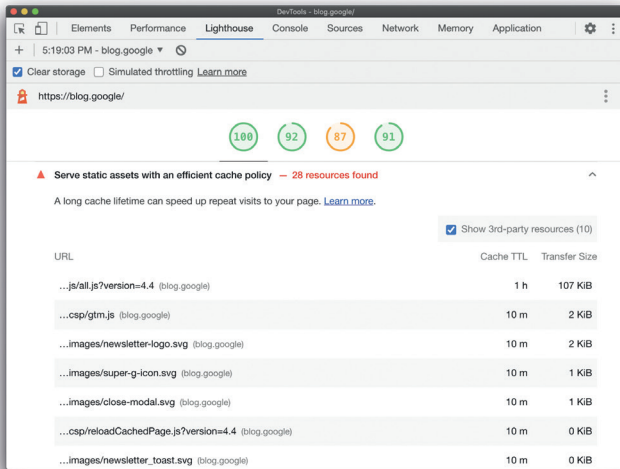 DevTools - blog.google/
Elements Performance Lighthouse Console Sources Network Memory Application
+ 5:19:03 PM - blog.google ▼
Clear storage Simulated throttling Learn more
https://blog.google/
100 92 87 91
Serve static assets with an efficient cache policy — 28 resources found
A long cache lifetime can speed up repeat visits to your page. Learn more.
Show 3rd-party resources (10)
URL Cache TTL Transfer Size
…js/all.js?version=4.4 (blog.google) 1 h 107 KiB
…csp/gtm.js (blog.google) 10 m 2 KiB
…images/newsletter-logo.svg (blog.google) 10 m 2 KiB
…images/super-g-icon.svg (blog.google) 10 m 1 KiB
…images/close-modal.svg (blog.google) 10 m 1 KiB
…csp/reloadCachedPage.js?version=4.4 (blog.google) 10 m 0 KiB
…images/newsletter_toast.svg (blog.google) 10 m 0 KiB